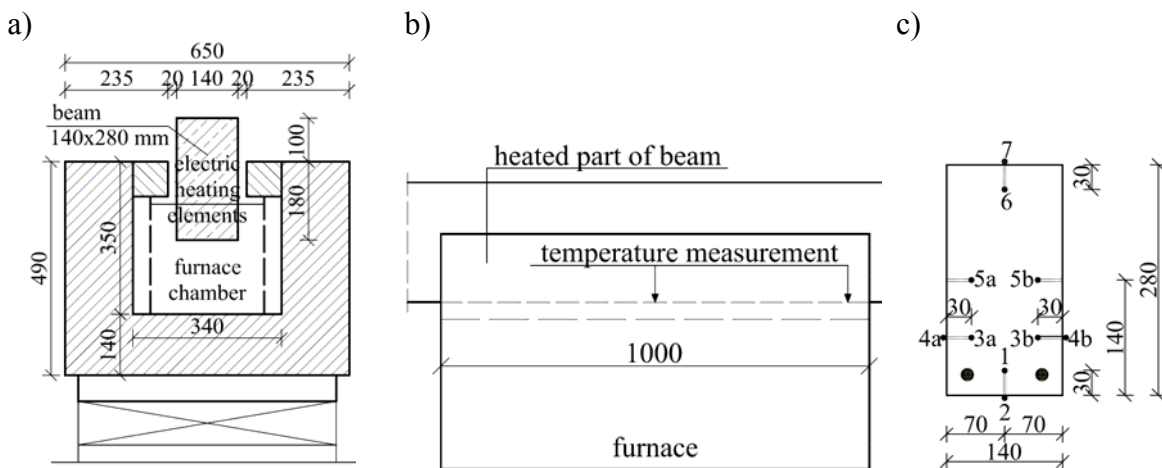 a)
650
235 20 140 20 235
beam
140x280 mm
100
electric
heating
elements
180
350
490
furnace
chamber
340
140
b)
heated part of beam
temperature measurement
1000
furnace
c)
7
30
6
5a 5b
280
30 30
140
4a 3a 3b 4b
1
30
2
70 70
140